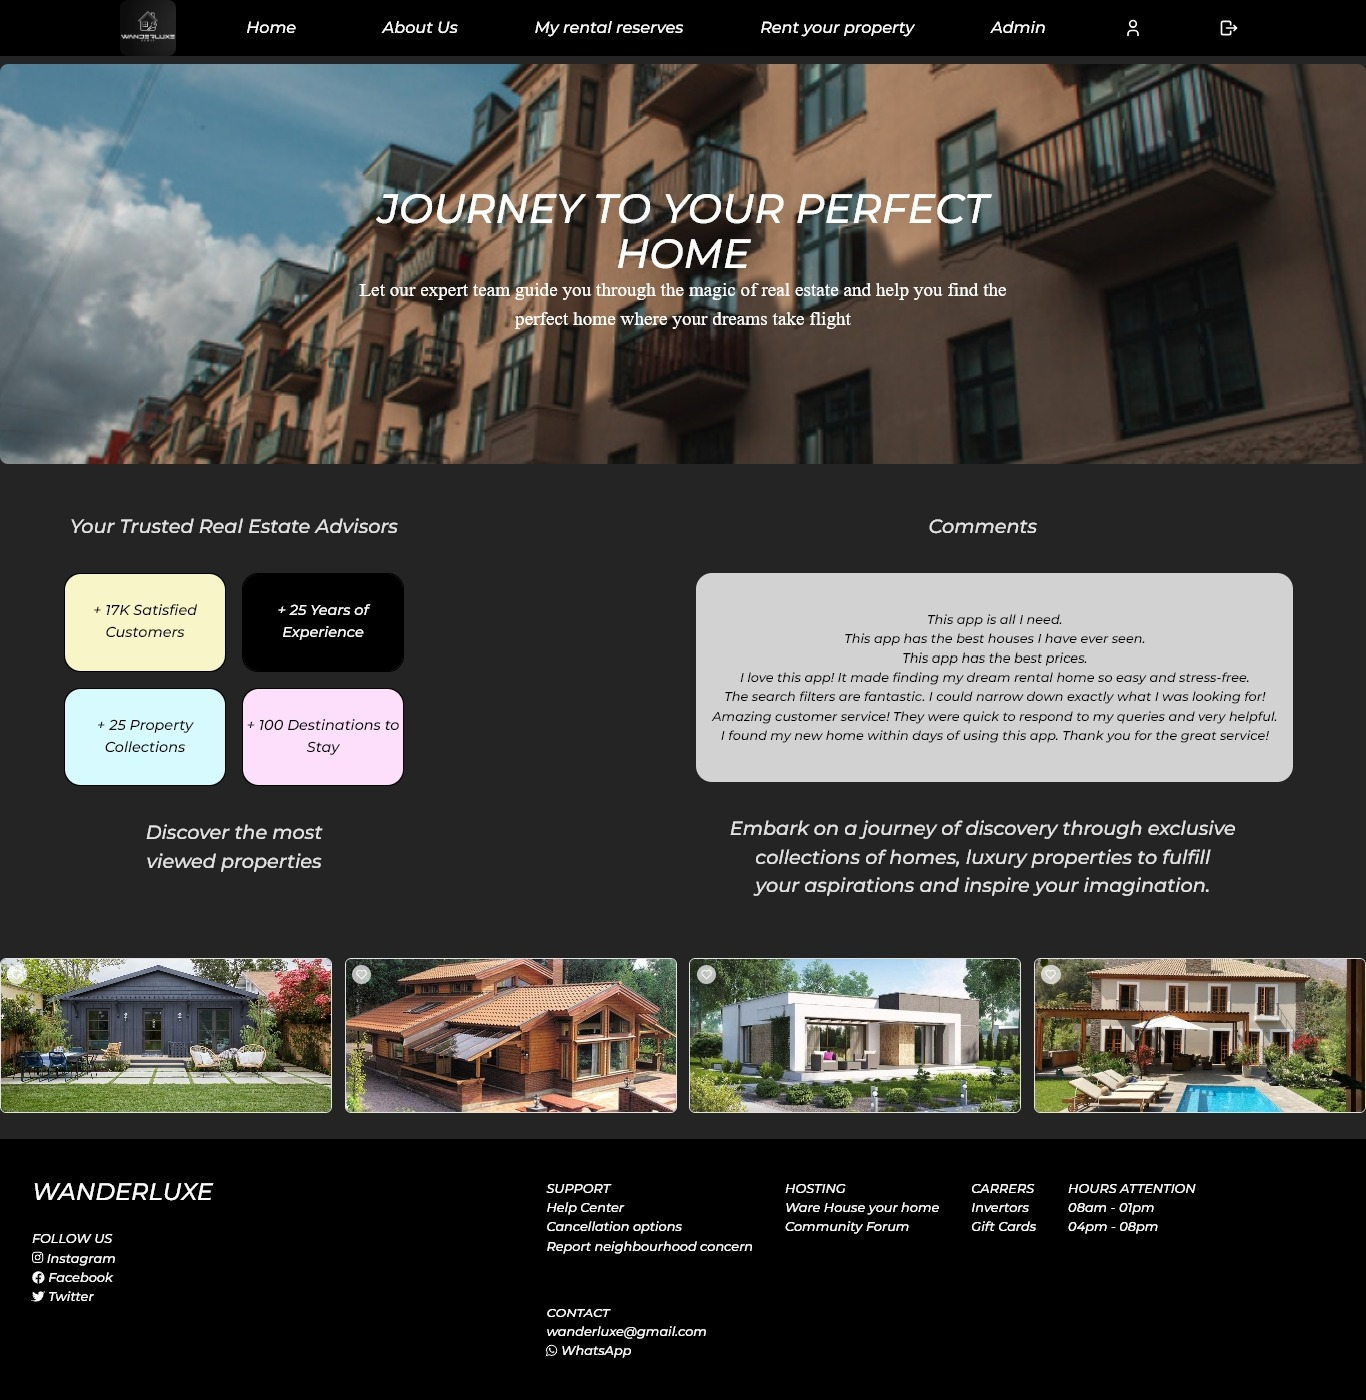 WANDERLUXE
Home
About Us
My rental reserves
Rent your property
Admin
JOURNEY TO YOUR PERFECT
HOME
Let our expert team guide you through the magic of real estate and help you find the
perfect home where your dreams take flight
Your Trusted Real Estate Advisors
+ 17K Satisfied
Customers
+ 25 Years of
Experience
+ 25 Property
Collections
+ 100 Destinations to
Stay
Discover the most
viewed properties
Comments
This app is all I need.
This app has the best houses I have ever seen.
This app has the best prices.
I love this app! It made finding my dream rental home so easy and stress-free.
The search filters are fantastic. I could narrow down exactly what I was looking for!
Amazing customer service! They were quick to respond to my queries and very helpful.
I found my new home within days of using this app. Thank you for the great service!
Embark on a journey of discovery through exclusive
collections of homes, luxury properties to fulfill
your aspirations and inspire your imagination.
WANDERLUXE
FOLLOW US
Instagram
Facebook
Twitter
SUPPORT
Help Center
Cancellation options
Report neighbourhood concern
HOSTING
Ware House your home
Community Forum
CARRERS
Invertors
Gift Cards
HOURS ATTENTION
08am - 01pm
04pm - 08pm
CONTACT
wanderluxe@gmail.com
WhatsApp